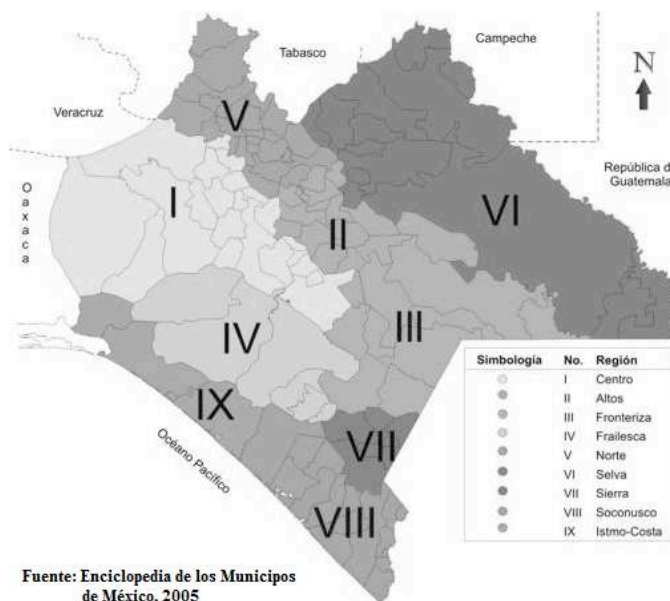 Campeche
Tabasco
N
Veracruz
V
República d
Guatemala
Oaxaca
I
VI
II
III
IV
IX
VII
VIII
Océano Pacífico
Simbología No. Región
I Centro
II Altos
III Fronteriza
IV Frailesca
V Norte
VI Selva
VII Sierra
VIII Soconusco
IX Istmo-Costa
Fuente: Enciclopedia de los Municipos
de México, 2005